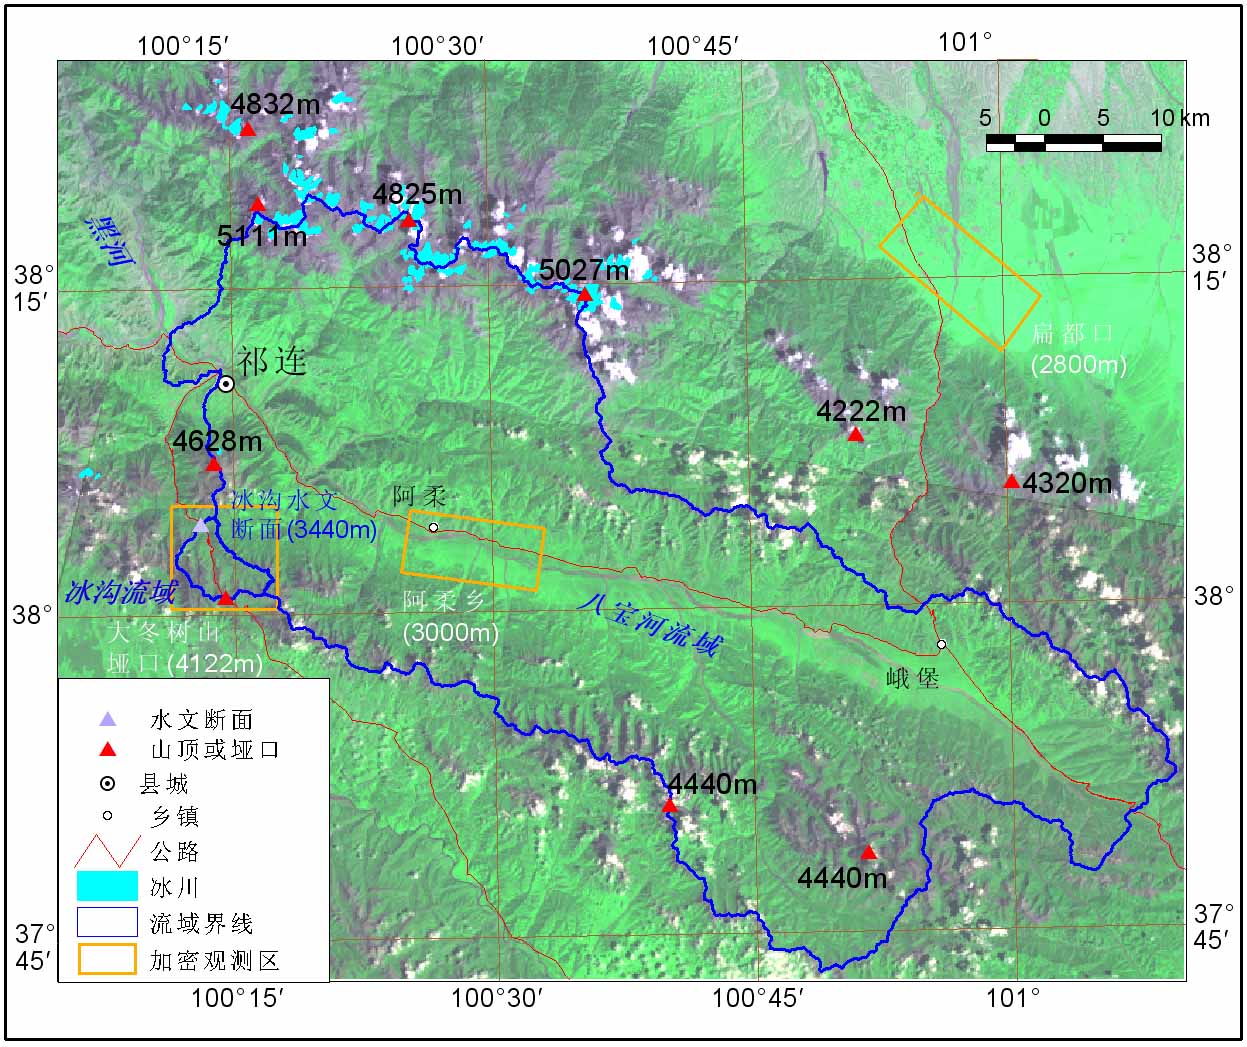 100°15′ 100°30′ 100°45′ 101°
4832m
5 0 5 10 km
4825m
黑河
5111m
38°
15′
5027m
38°
15′
扁都口
(2800m)
祁连
4222m
4628m
4320m
冰沟水文
断面(3440m)
阿柔
冰沟流域
阿柔乡
(3000m)
八宝河流域
38°
38°
大冬树山
垭口(4122m)
峨堡
水文断面
山顶或垭口
县城
乡镇
公路
冰川
流域界线
加密观测区
4440m
4440m
37°
45′
37°
45′
100°15′ 100°30′ 100°45′ 101°